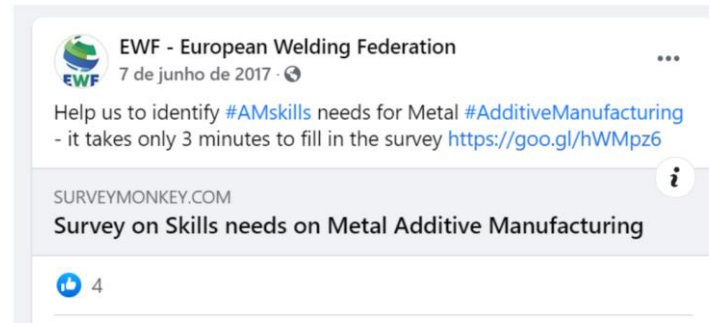 EWF - European Welding Federation
EWF
7 de junho de 2017 ·
Help us to identify #AMskills needs for Metal #AdditiveManufacturing
- it takes only 3 minutes to fill in the survey https://goo.gl/hWMpz6
i
SURVEYMONKEY.COM
Survey on Skills needs on Metal Additive Manufacturing
4